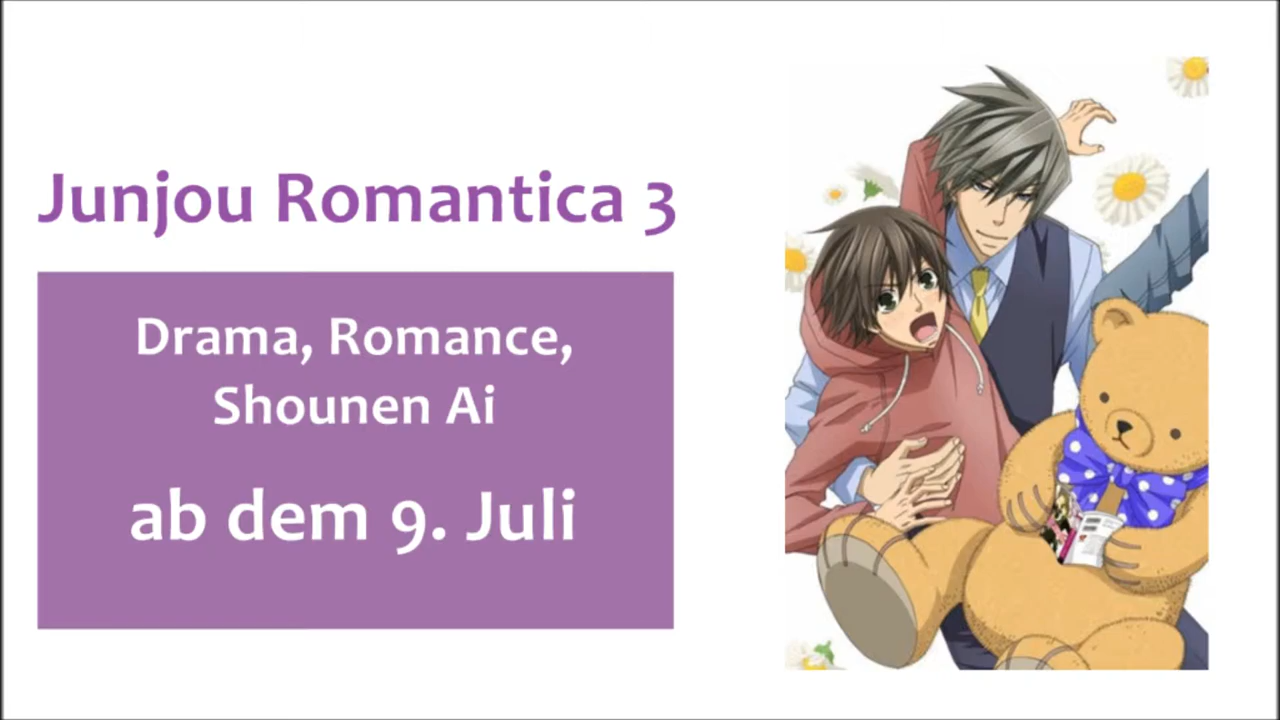 Junjou Romantica 3
Drama, Romance,
Shounen Ai
ab dem 9. Juli